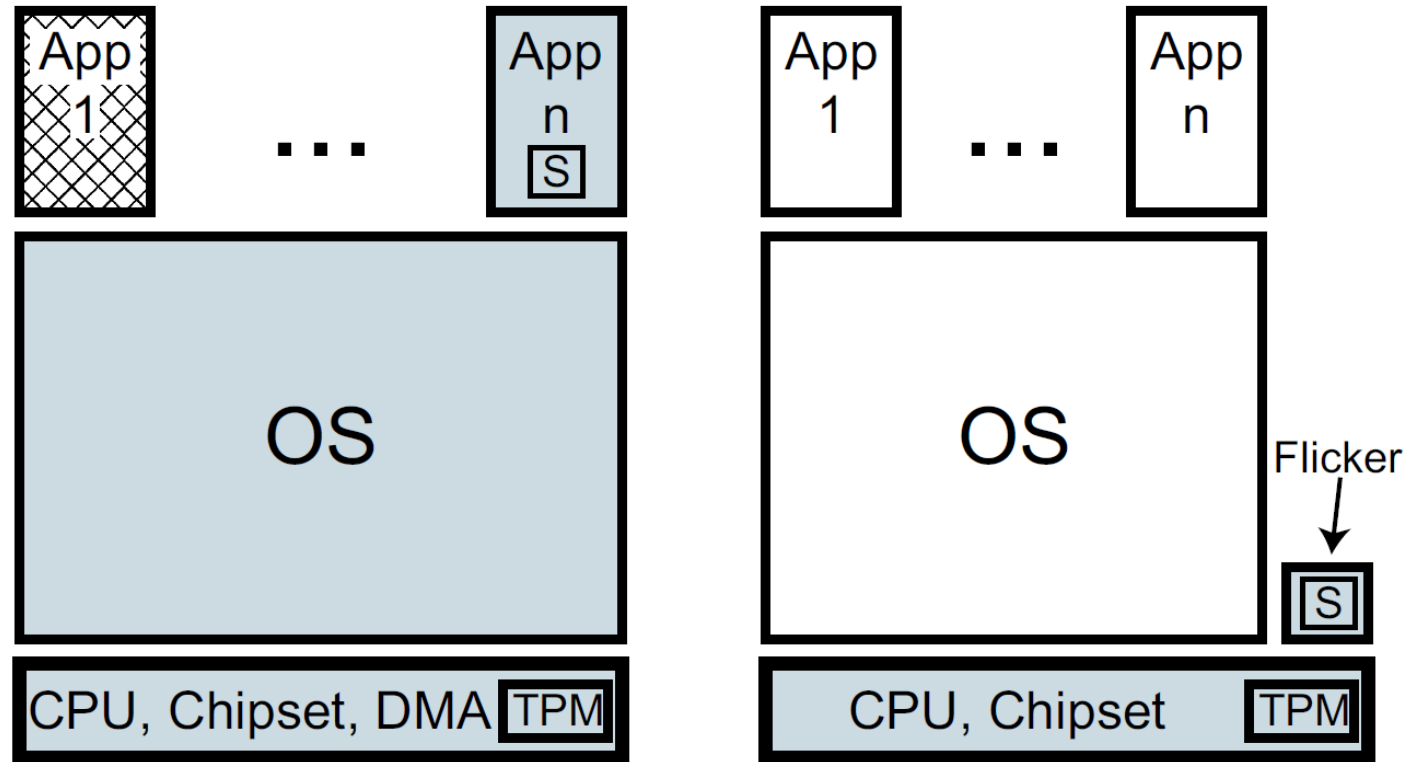 App
1
...
App
n
S
OS
CPU, Chipset, DMA
TPM
App
1
...
App
n
OS
Flicker
S
CPU, Chipset
TPM